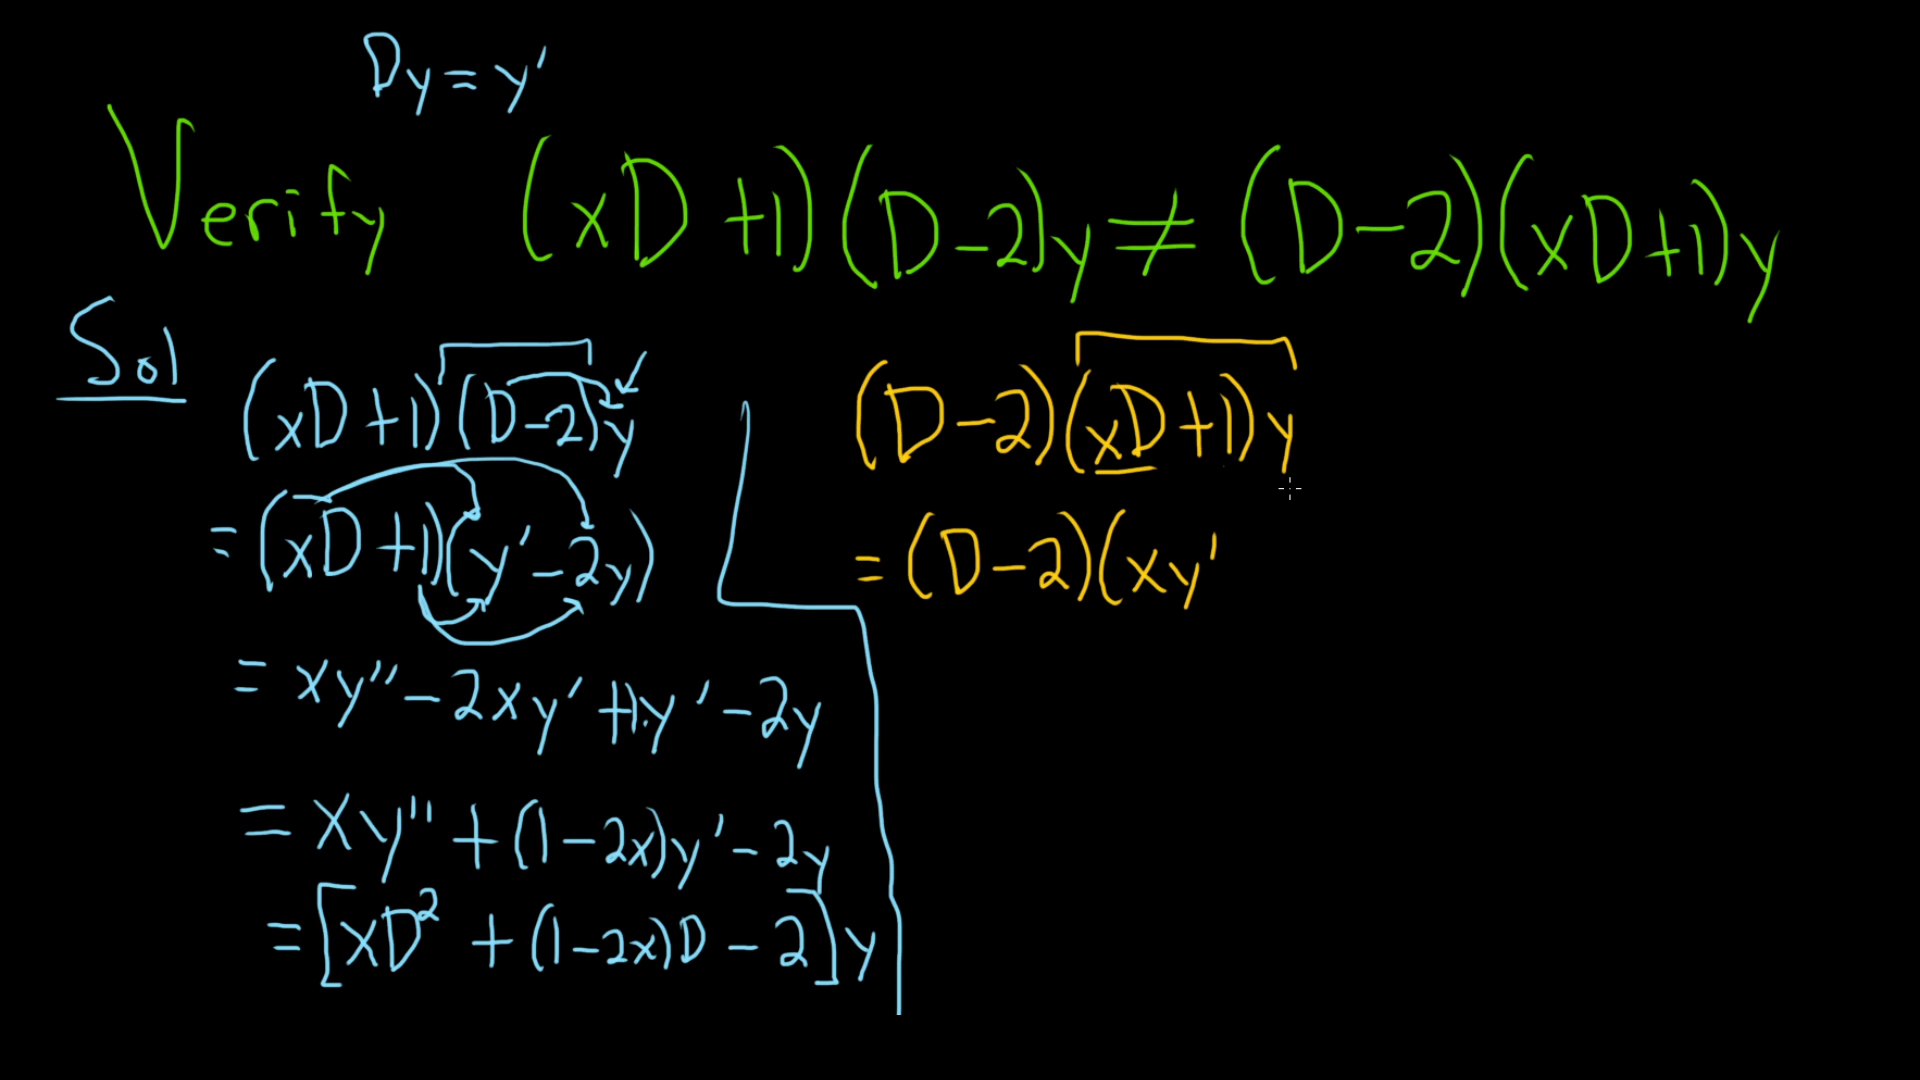 Dy = y'
Verify (xD +1)(D-2)y ≠ (D-2)(xD+1)y
Sol
(xD+1)(D-2)y
= (xD+1)(y'-2y)
= xy'' - 2xy' + 1·y' - 2y
= xy'' + (1-2x)y' - 2y
= [xD² + (1-2x)D - 2]y
(D-2)(xD+1)y
= (D-2)(xy'